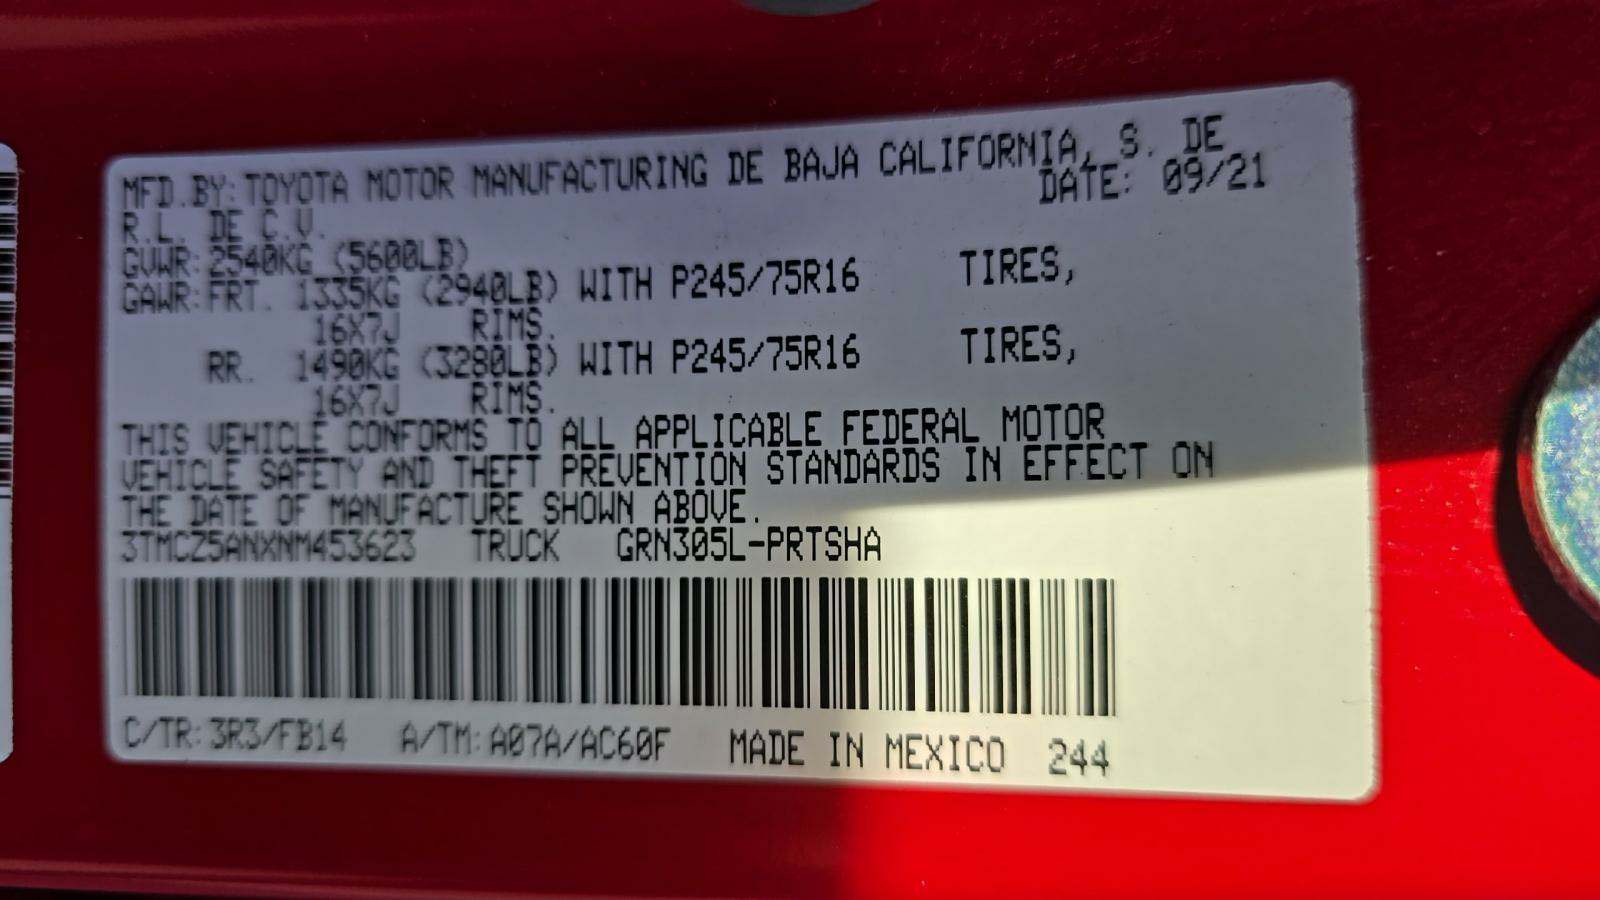 MFD.BY:TOYOTA MOTOR MANUFACTURING DE BAJA CALIFORNIA, S. DE
R.L. DE C.V. DATE: 09/21
GVWR:2540KG (5600LB)
GAWR:FRT. 1335KG (2940LB) WITH P245/75R16 TIRES,
16X7J RIMS.
RR. 1490KG (3280LB) WITH P245/75R16 TIRES,
16X7J RIMS.
THIS VEHICLE CONFORMS TO ALL APPLICABLE FEDERAL MOTOR
VEHICLE SAFETY AND THEFT PREVENTION STANDARDS IN EFFECT ON
THE DATE OF MANUFACTURE SHOWN ABOVE.
3TMCZ5ANXNM453623 TRUCK GRN305L-PRTSHA
C/TR:3R3/FB14 A/TM:A07A/AC60F MADE IN MEXICO 244